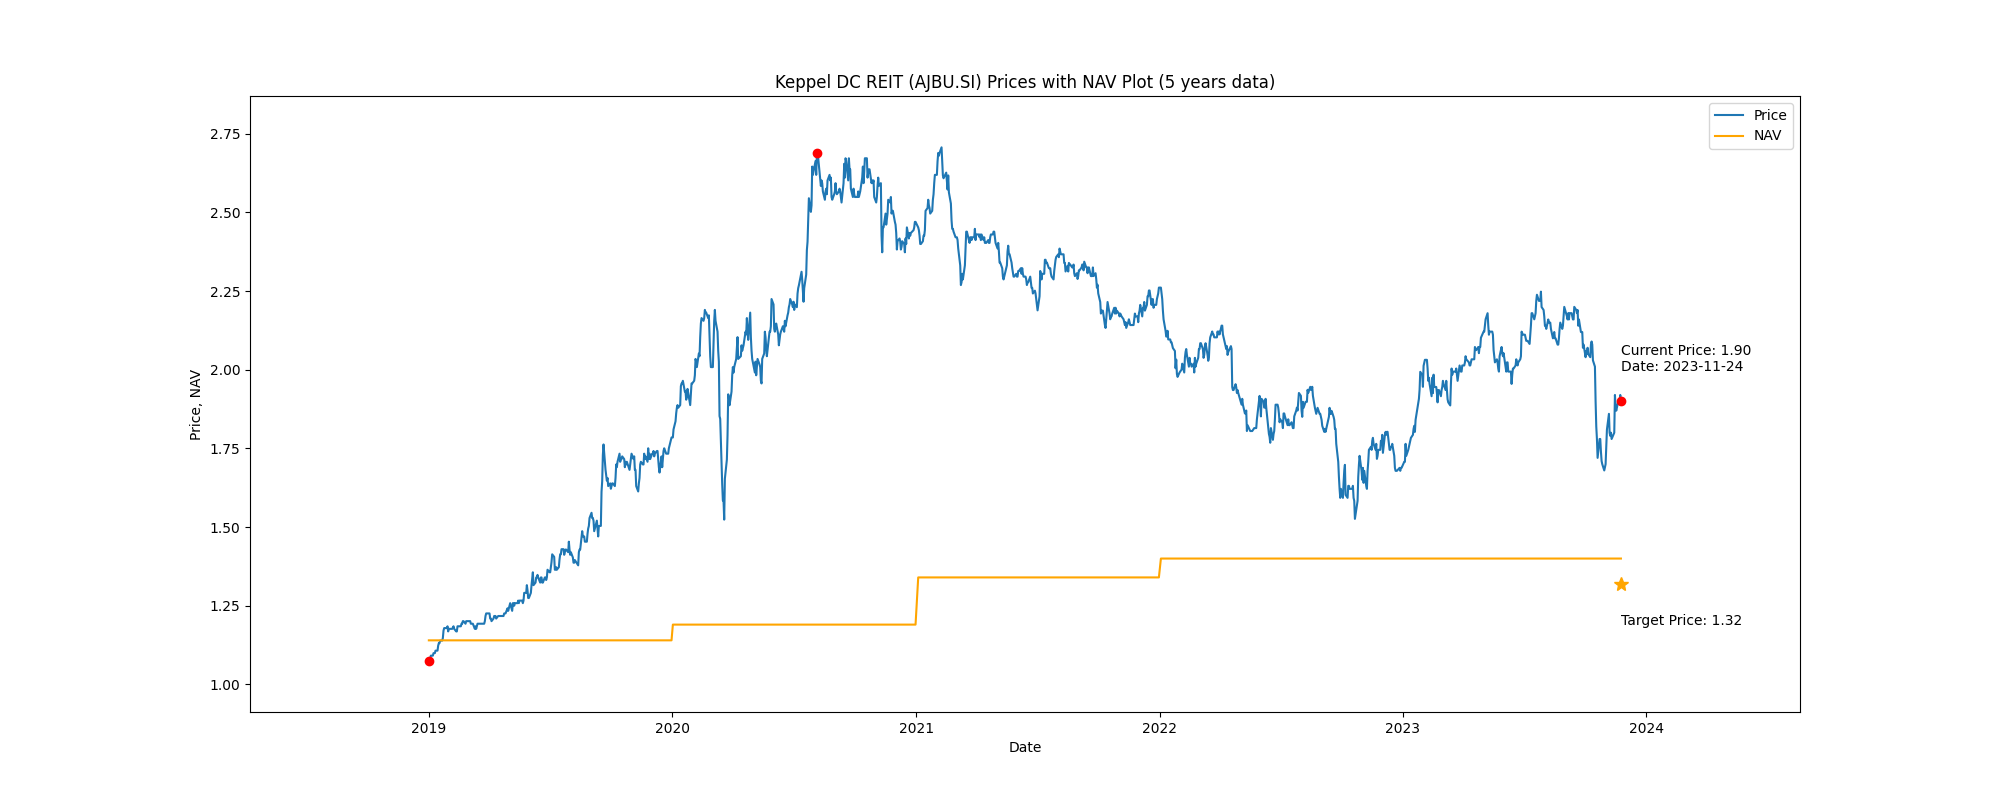 Keppel DC REIT (AJBU.SI) Prices with NAV Plot (5 years data)
Price
NAV
2.75
2.50
2.25
2.00
1.75
1.50
1.25
1.00
Price, NAV
Current Price: 1.90
Date: 2023-11-24
Target Price: 1.32
2019
2020
2021
2022
2023
2024
Date